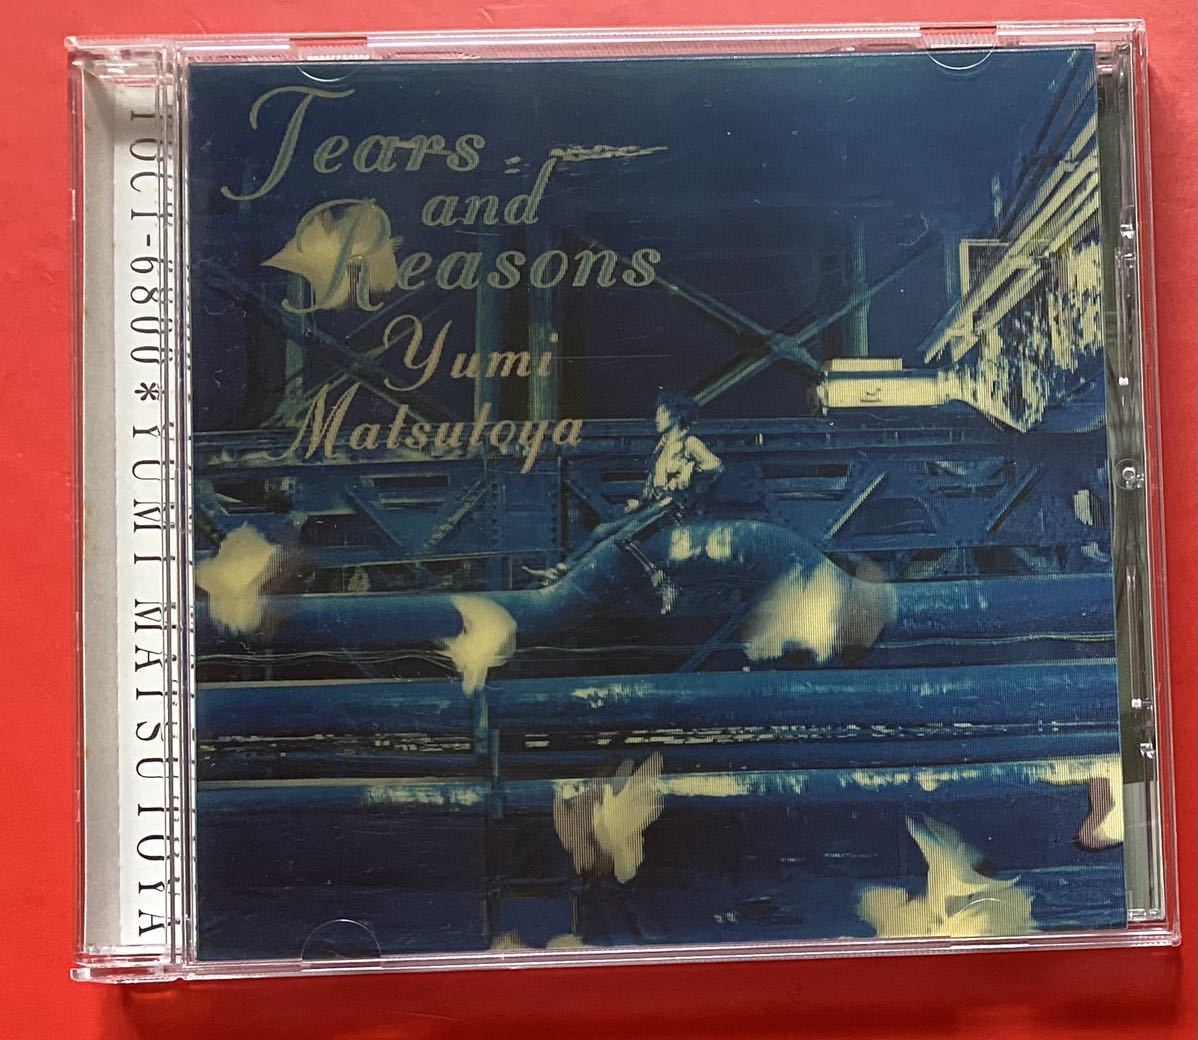 Tears
and
Reasons
Yumi
Matsutoya
TOCT-6800*YUMI MATSUTOYA